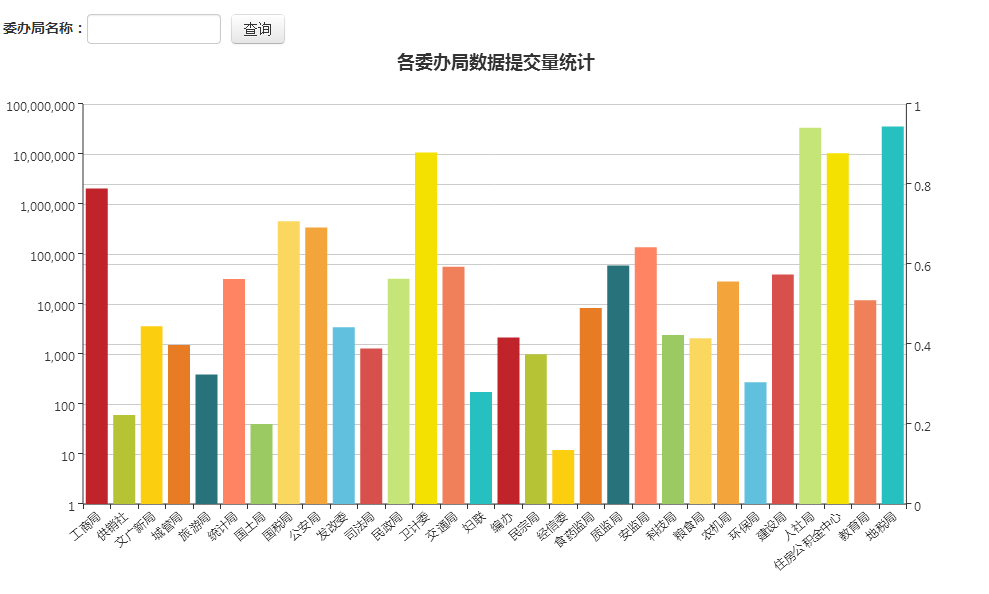 委办局名称：
查询
各委办局数据提交量统计
100,000,000
10,000,000
1,000,000
100,000
10,000
1,000
100
10
1
1
0.8
0.6
0.4
0.2
0
工商局
供销社
文广新局
城管局
旅游局
统计局
国土局
国税局
公安局
发改委
司法局
民政局
卫计委
交通局
妇联
编办
民宗局
经信委
食药监局
质监局
安监局
科技局
粮食局
农机局
环保局
建设局
人社局
住房公积金中心
教育局
地税局